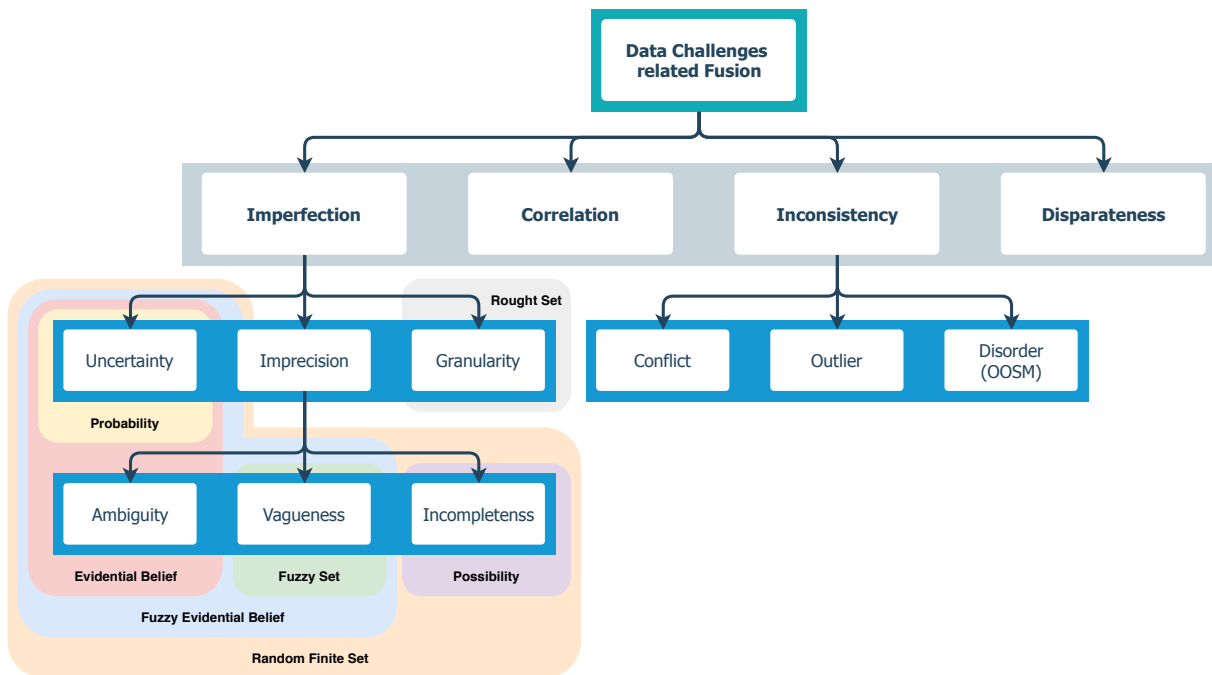 Data Challenges
related Fusion
Imperfection
Correlation
Inconsistency
Disparateness
Rought Set
Uncertainty
Imprecision
Granularity
Conflict
Outlier
Disorder
(OOSM)
Probability
Ambiguity
Vagueness
Incompletenss
Evidential Belief
Fuzzy Set
Possibility
Fuzzy Evidential Belief
Random Finite Set